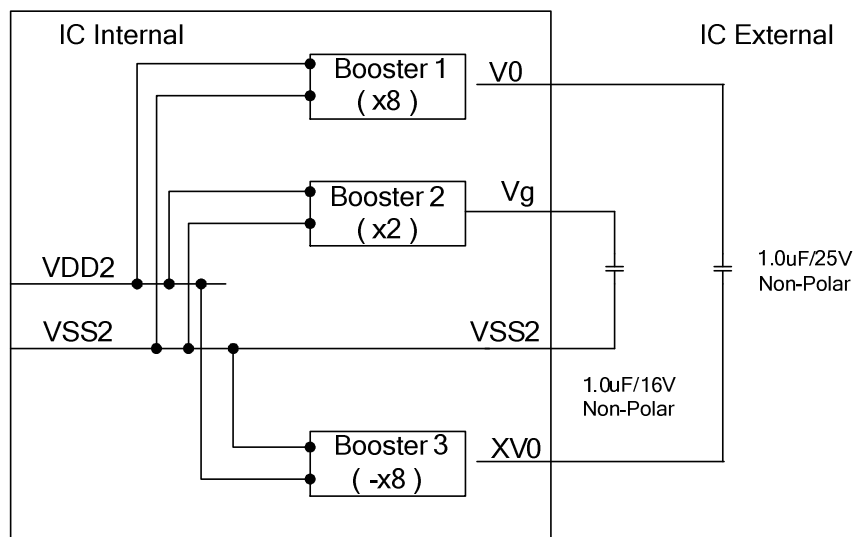 IC Internal
IC External
Booster 1
( x8 )
V0
Booster 2
( x2 )
Vg
VDD2
1.0uF/25V
Non-Polar
VSS2
VSS2
1.0uF/16V
Non-Polar
Booster 3
( -x8 )
XV0